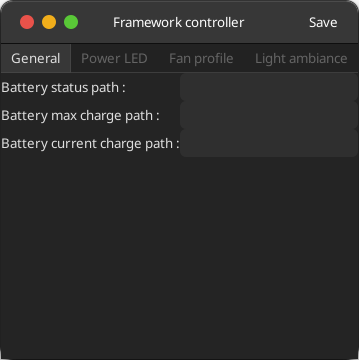 Framework controller Save
General Power LED Fan profile Light ambiance
Battery status path :
Battery max charge path :
Battery current charge path :